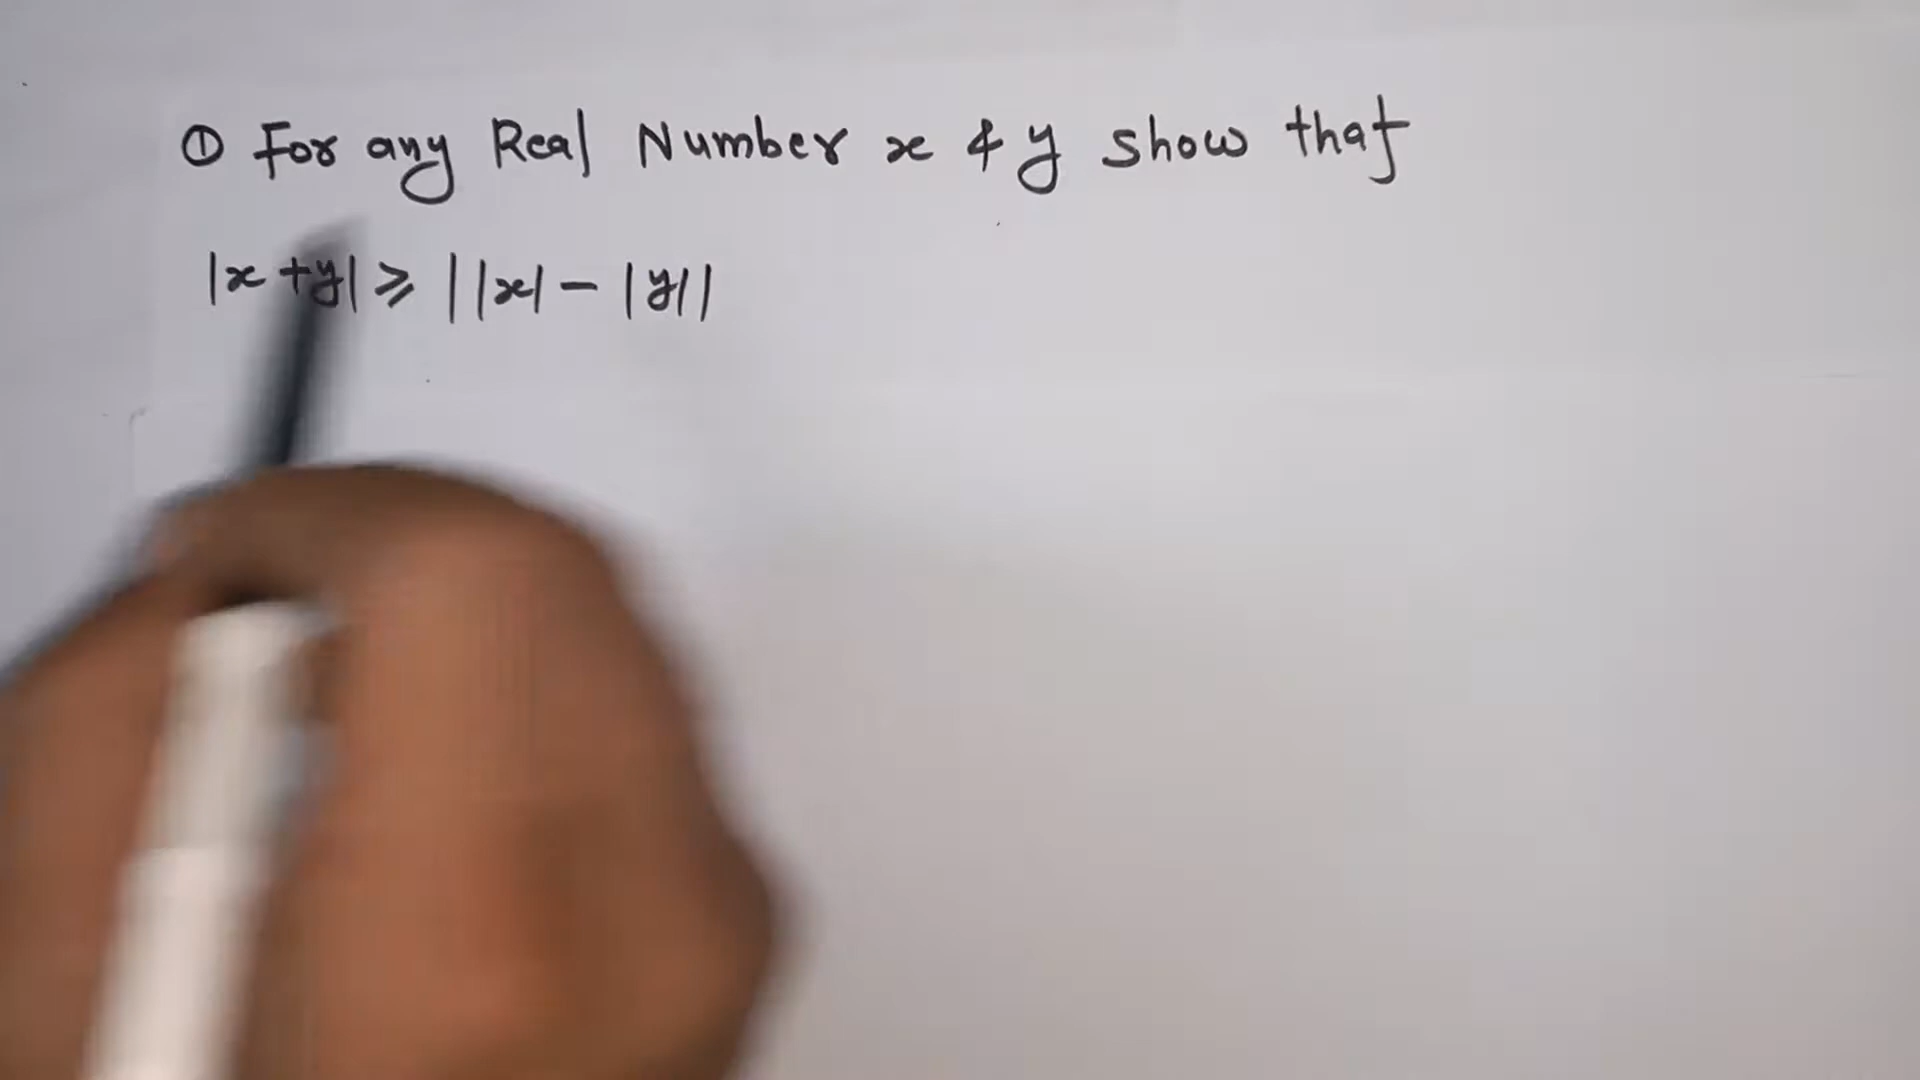 ① For any Real Number x & y show that
|x+y| ⩾ ||x| - |y||